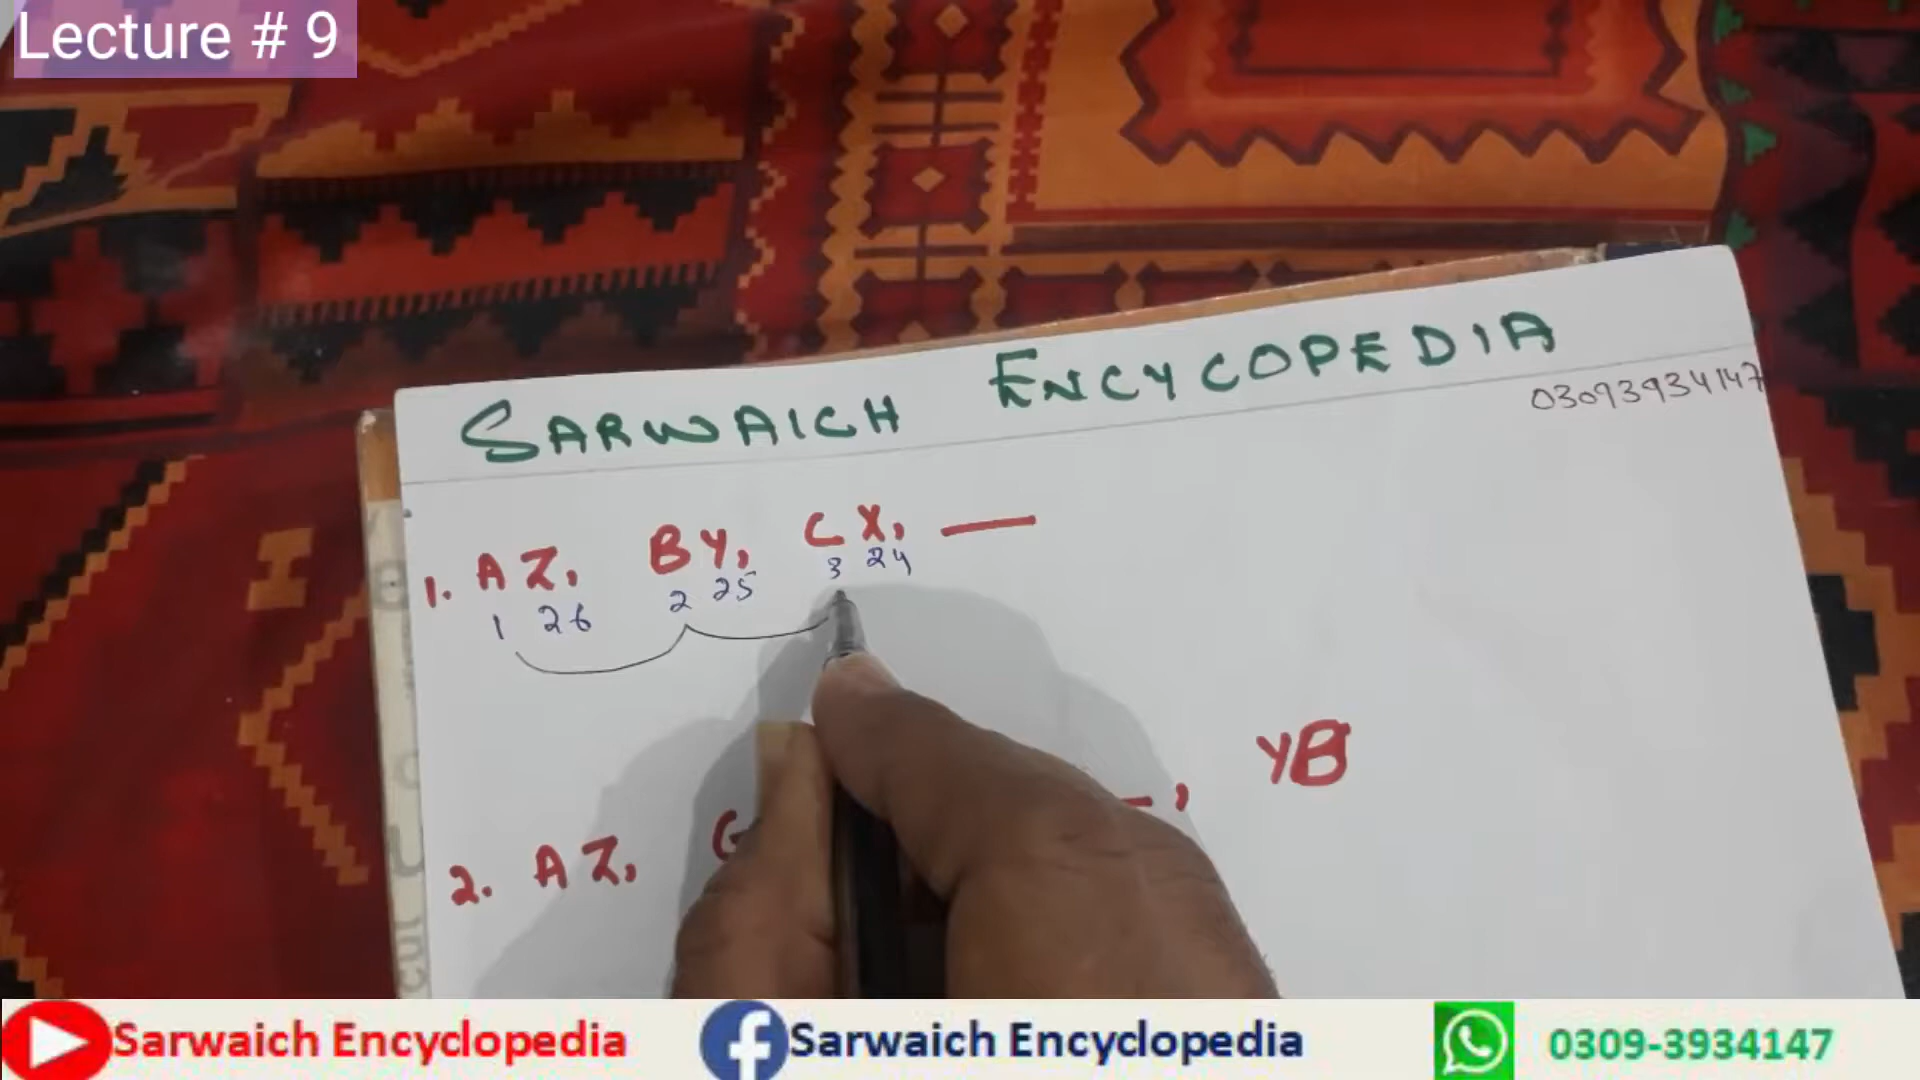 Lecture # 9
SARWAICH ENCYCOPEDIA
03093934147
1. AZ, BY, CX, —
1 26 2 25 3 24
2. AZ, G , YB
Sarwaich Encyclopedia Sarwaich Encyclopedia 0309-3934147